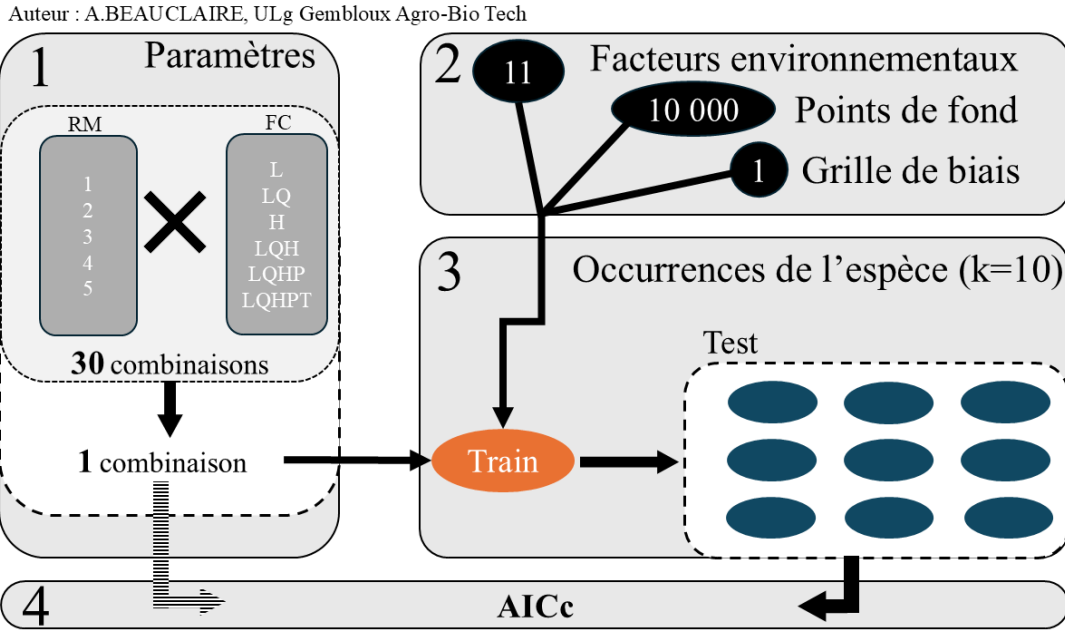 Auteur : A.BEAUCLAIRE, ULg Gembloux Agro-Bio Tech
1
Paramètres
RM
1
2
3
4
5
FC
L
LQ
H
LQH
LQHP
LQHPT
30 combinaisons
1 combinaison
2
11
Facteurs environnementaux
10 000
Points de fond
1
Grille de biais
3
Occurrences de l’espèce (k=10)
Test
Train
4
AICc